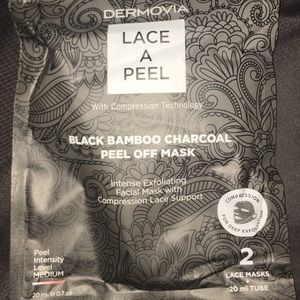 DERMOVIA
LACE
A
PEEL
With Compression Technology
BLACK BAMBOO CHARCOAL
PEEL OFF MASK
Intense Exfoliating
Facial Mask with
Compression Lace Support
COMPRESSION
FOR DEEP EXFOLIATION
Peel
Intensity
Level
MEDIUM
20 mL ℮ 0.7 oz
2
LACE MASKS
+
20 ml TUBE